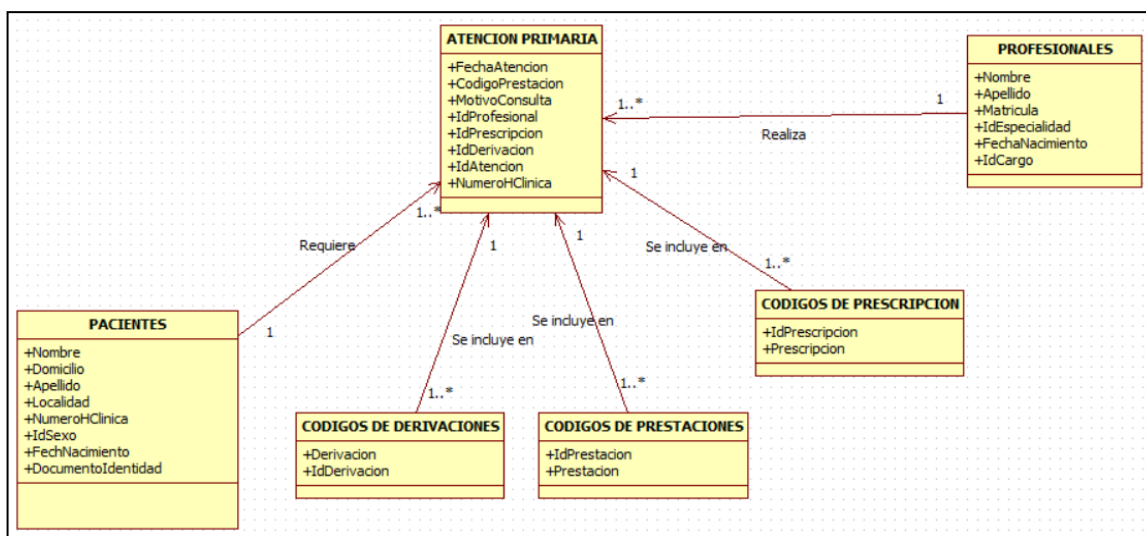 ATENCION PRIMARIA
+FechaAtencion
+CodigoPrestacion
+MotivoConsulta
+IdProfesional
+IdPrescripcion
+IdDerivacion
+IdAtencion
+NumeroHClinica
PROFESIONALES
+Nombre
+Apellido
+Matricula
+IdEspecialidad
+FechaNacimiento
+IdCargo
1..*
1
Realiza
1
Se incluye en
1..*
1..*
Requiere
1
1
Se incluye en
1..*
1
Se incluye en
1..*
CODIGOS DE PRESCRIPCION
+IdPrescripcion
+Prescripcion
PACIENTES
+Nombre
+Domicilio
+Apellido
+Localidad
+NumeroHClinica
+IdSexo
+FechNacimiento
+DocumentoIdentidad
CODIGOS DE DERIVACIONES
+Derivacion
+IdDerivacion
CODIGOS DE PRESTACIONES
+IdPrestacion
+Prestacion